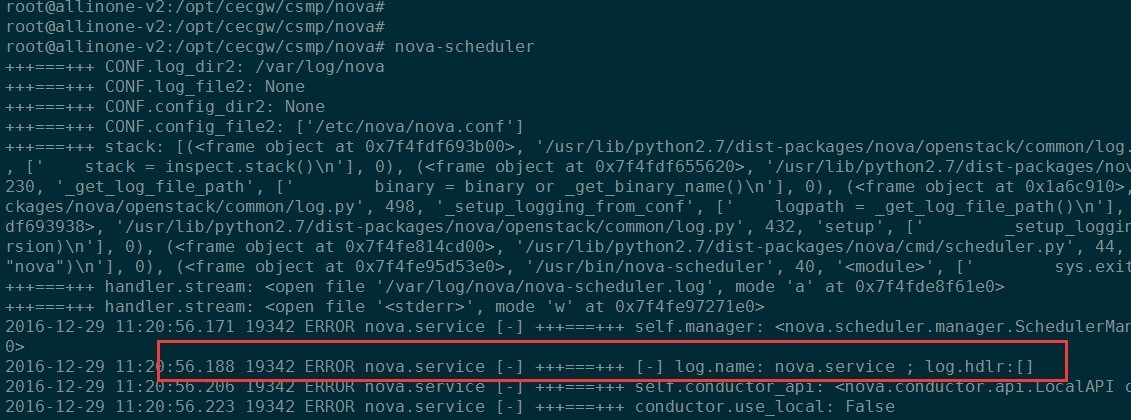 root@allinone-v2:/opt/cecgw/csmp/nova#
root@allinone-v2:/opt/cecgw/csmp/nova#
root@allinone-v2:/opt/cecgw/csmp/nova# nova-scheduler
+++===+++ CONF.log_dir2: /var/log/nova
+++===+++ CONF.log_file2: None
+++===+++ CONF.config_dir2: None
+++===+++ CONF.config_file2: ['/etc/nova/nova.conf']
+++===+++ stack: [(<frame object at 0x7f4fdf693b00>, '/usr/lib/python2.7/dist-packages/nova/openstack/common/log.
, ['    stack = inspect.stack()\n'], 0), (<frame object at 0x7f4fdf655620>, '/usr/lib/python2.7/dist-packages/nov
230, '_get_log_file_path', ['        binary = binary or _get_binary_name()\n'], 0), (<frame object at 0x1a6c910>,
ckages/nova/openstack/common/log.py', 498, '_setup_logging_from_conf', ['    logpath = _get_log_file_path()\n'],
df693938>, '/usr/lib/python2.7/dist-packages/nova/openstack/common/log.py', 432, 'setup', ['        _setup_loggin
rsion)\n'], 0), (<frame object at 0x7f4fe814cd00>, '/usr/lib/python2.7/dist-packages/nova/cmd/scheduler.py', 44,
"nova")\n'], 0), (<frame object at 0x7f4fe95d53e0>, '/usr/bin/nova-scheduler', 40, '<module>', ['        sys.exit
+++===+++ handler.stream: <open file '/var/log/nova/nova-scheduler.log', mode 'a' at 0x7f4fde8f61e0>
+++===+++ handler.stream: <open file '<stderr>', mode 'w' at 0x7f4fe97271e0>
2016-12-29 11:20:56.171 19342 ERROR nova.service [-] +++===+++ self.manager: <nova.scheduler.manager.SchedulerMan
0>
2016-12-29 11:20:56.188 19342 ERROR nova.service [-] +++===+++ [-] log.name: nova.service ; log.hdlr:[]
2016-12-29 11:20:56.206 19342 ERROR nova.service [-] +++===+++ self.conductor_api: <nova.conductor.api.LocalAPI o
2016-12-29 11:20:56.223 19342 ERROR nova.service [-] +++===+++ conductor.use_local: False